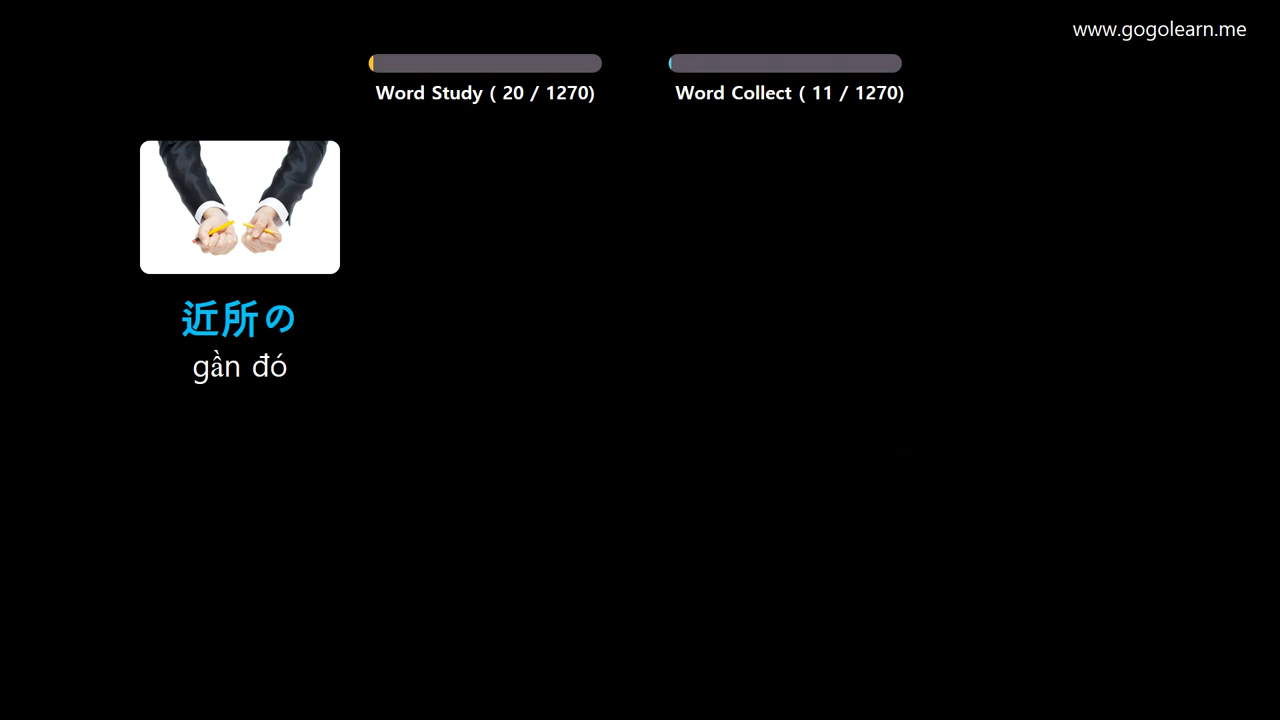 www.gogolearn.me
Word Study ( 20 / 1270)
Word Collect ( 11 / 1270)
近所の
gần đó